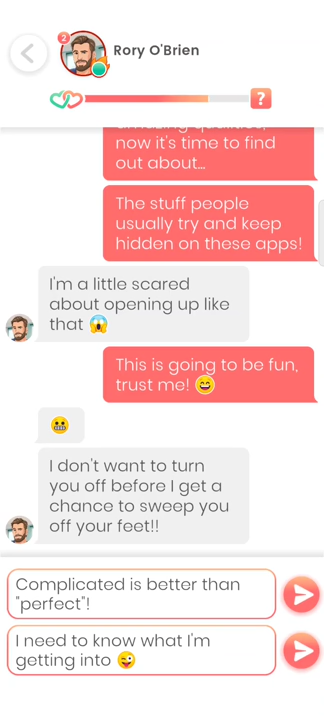 2
Rory O'Brien
?
amazing qualities,
now it's time to find
out about...
The stuff people
usually try and keep
hidden on these apps!
I'm a little scared
about opening up like
that 😱
This is going to be fun,
trust me! 😄
😬
I don't want to turn
you off before I get a
chance to sweep you
off your feet!!
Complicated is better than
"perfect"!
I need to know what I'm
getting into 😜